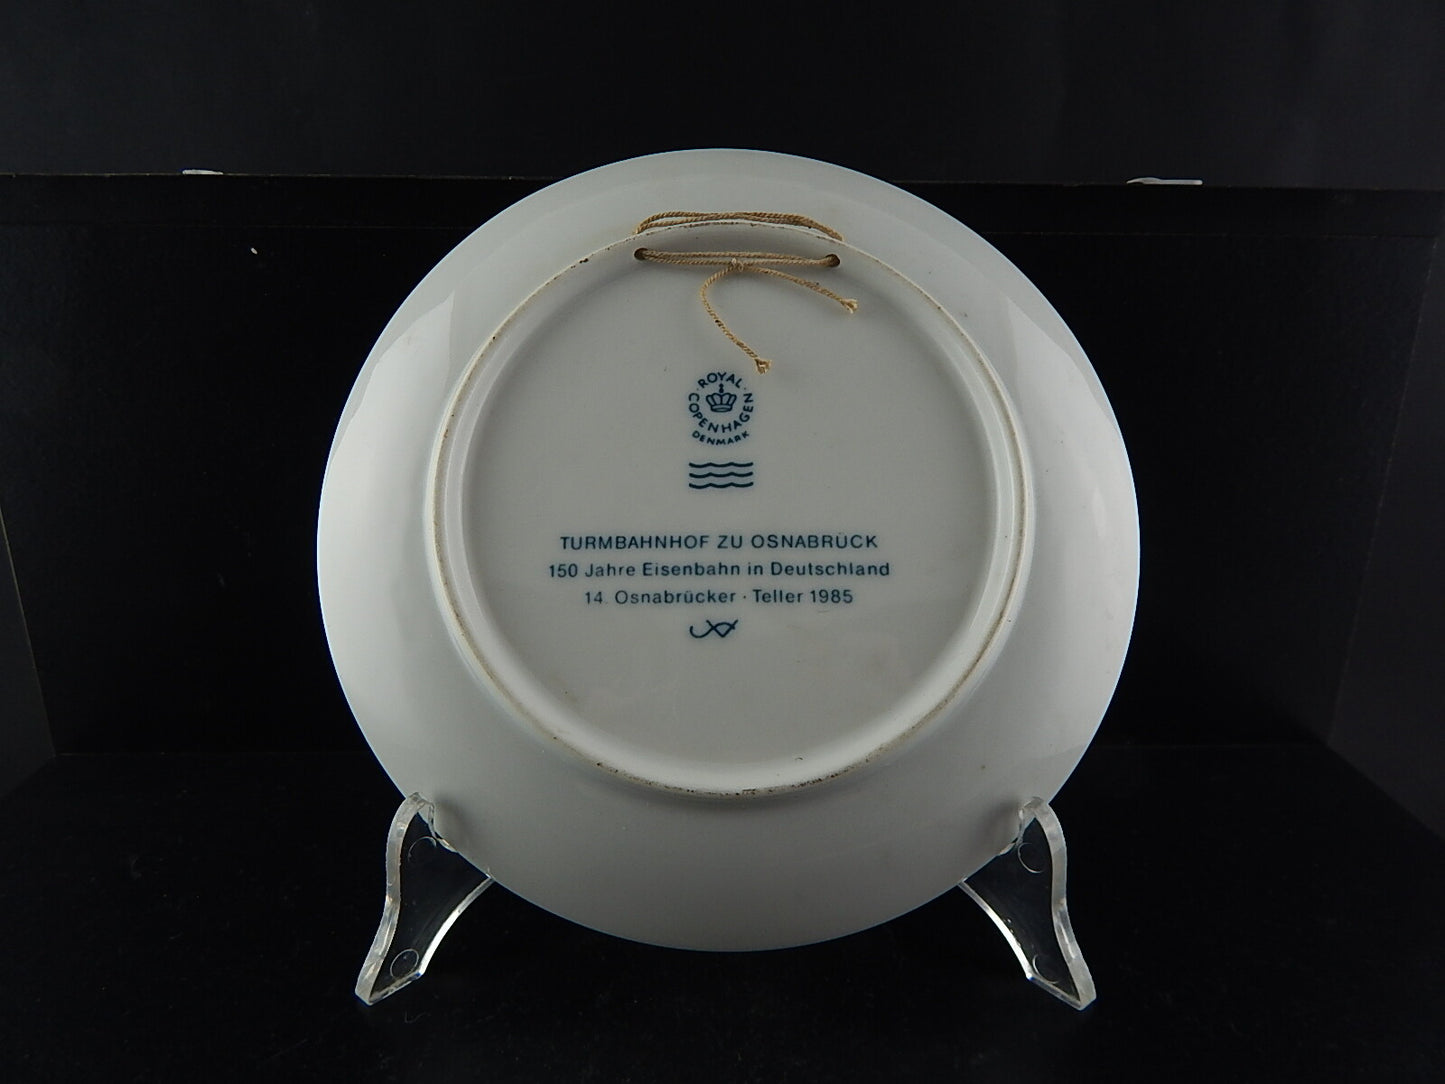 ROYAL
COPENHAGEN
DENMARK
TURMBAHNHOF ZU OSNABRÜCK
150 Jahre Eisenbahn in Deutschland
14. Osnabrücker · Teller 1985